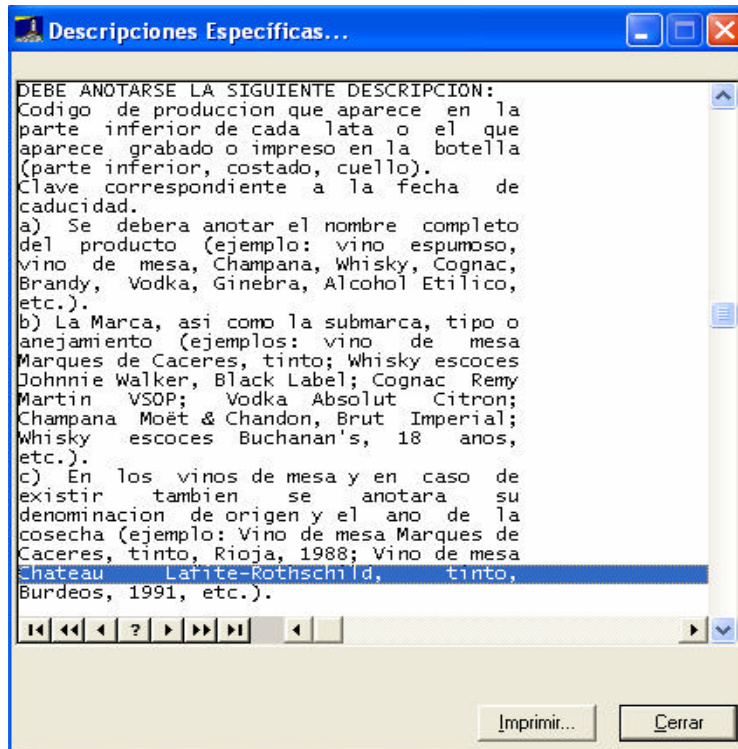 Descripciones Específicas...
DEBE ANOTARSE LA SIGUIENTE DESCRIPCION:
Codigo de produccion que aparece en la
parte inferior de cada lata o el que
aparece grabado o impreso en la botella
(parte inferior, costado, cuello).
Clave correspondiente a la fecha de
caducidad.
a) Se debera anotar el nombre completo
del producto (ejemplo: vino espumoso,
vino de mesa, Champana, Whisky, Cognac,
Brandy, Vodka, Ginebra, Alcohol Etilico,
etc.).
b) La Marca, asi como la submarca, tipo o
anejamiento (ejemplos: vino de mesa
Marques de Caceres, tinto; Whisky escoces
Johnnie Walker, Black Label; Cognac Remy
Martin VSOP; Vodka Absolut Citron;
Champana Moët & Chandon, Brut Imperial;
Whisky escoces Buchanan's, 18 anos,
etc.).
c) En los vinos de mesa y en caso de
existir tambien se anotara su
denominacion de origen y el ano de la
cosecha (ejemplo: Vino de mesa Marques de
Caceres, tinto, Rioja, 1988; Vino de mesa
Chateau Lafite-Rothschild, tinto,
Burdeos, 1991, etc.).
?
Imprimir... Cerrar